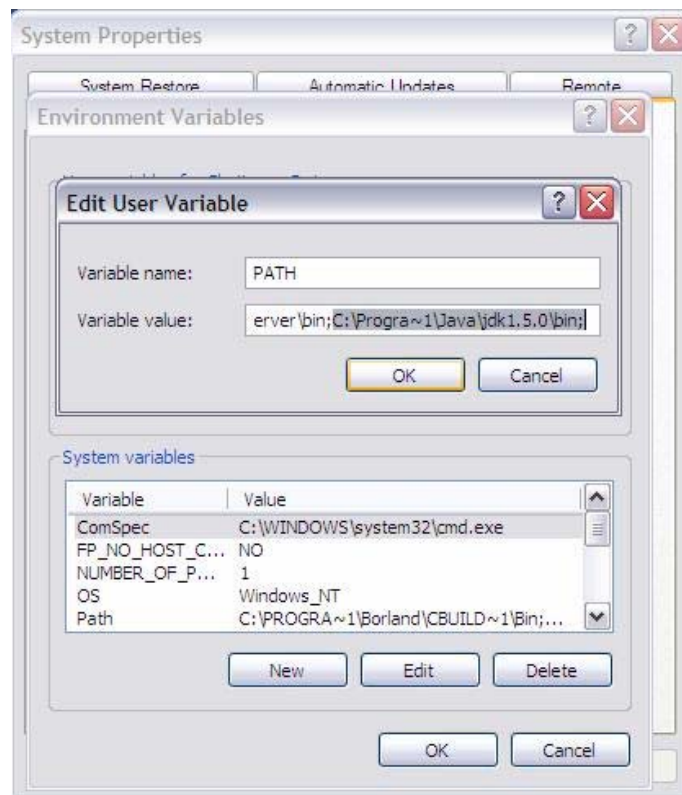 System Properties
System Restore
Automatic Updates
Remote
Environment Variables
Edit User Variable
Variable name:
PATH
Variable value:
erver\bin;C:\Progra~1\Java\jdk1.5.0\bin;
OK
Cancel
System variables
Variable
Value
ComSpec
C:\WINDOWS\system32\cmd.exe
FP_NO_HOST_C...
NO
NUMBER_OF_P...
1
OS
Windows_NT
Path
C:\PROGRA~1\Borland\CBUILD~1\Bin;...
New
Edit
Delete
OK
Cancel